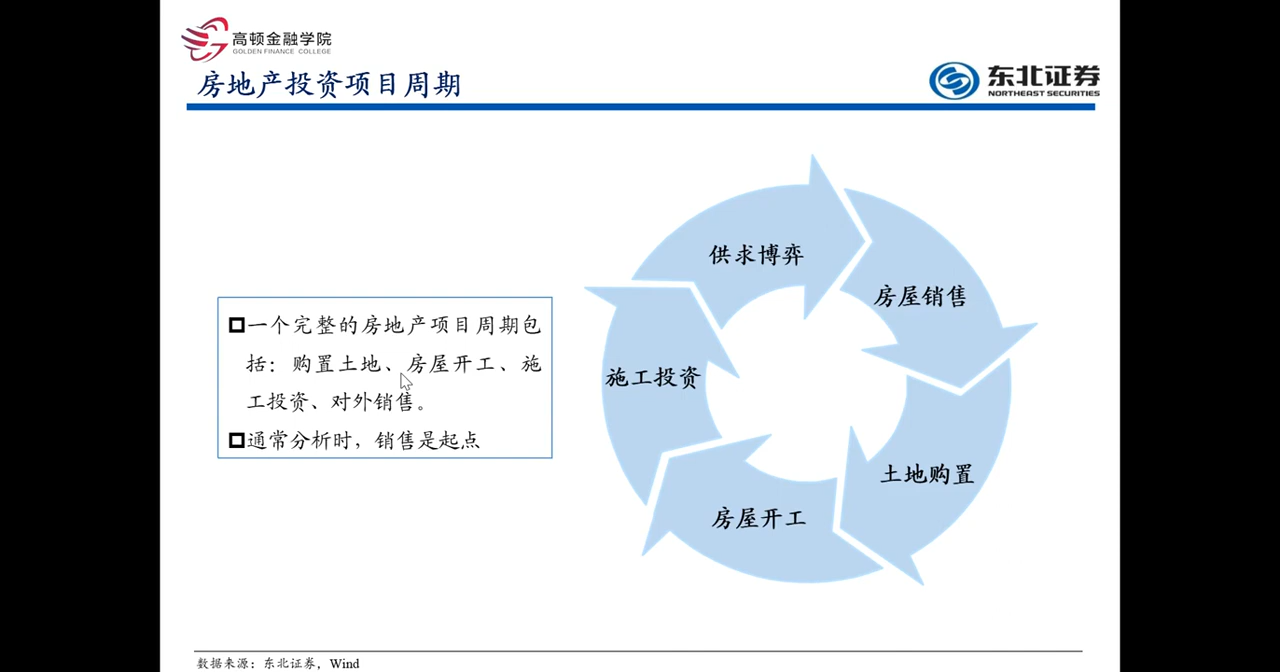 高顿金融学院
GOLDEN FINANCE COLLEGE
房地产投资项目周期
东北证券
NORTHEAST SECURITIES
一个完整的房地产项目周期包
括：购置土地、房屋开工、施
工投资、对外销售。
通常分析时，销售是起点
供求博弈
房屋销售
土地购置
房屋开工
施工投资
数据来源：东北证券，Wind